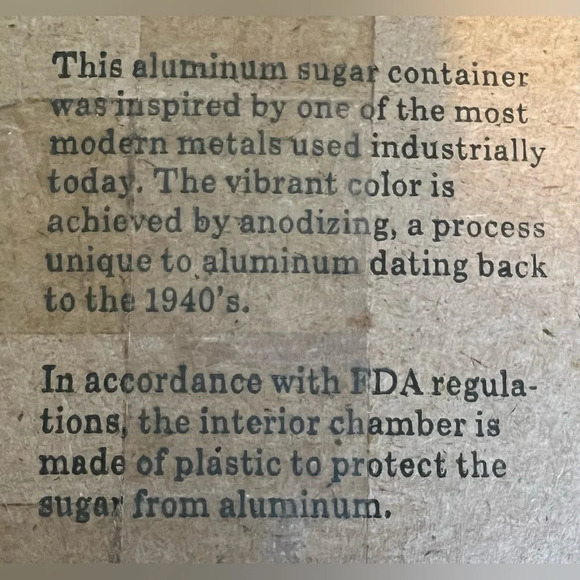 This aluminum sugar container
was inspired by one of the most
modern metals used industrially
today. The vibrant color is
achieved by anodizing, a process
unique to aluminum dating back
to the 1940's.
In accordance with FDA regula-
tions, the interior chamber is
made of plastic to protect the
sugar from aluminum.